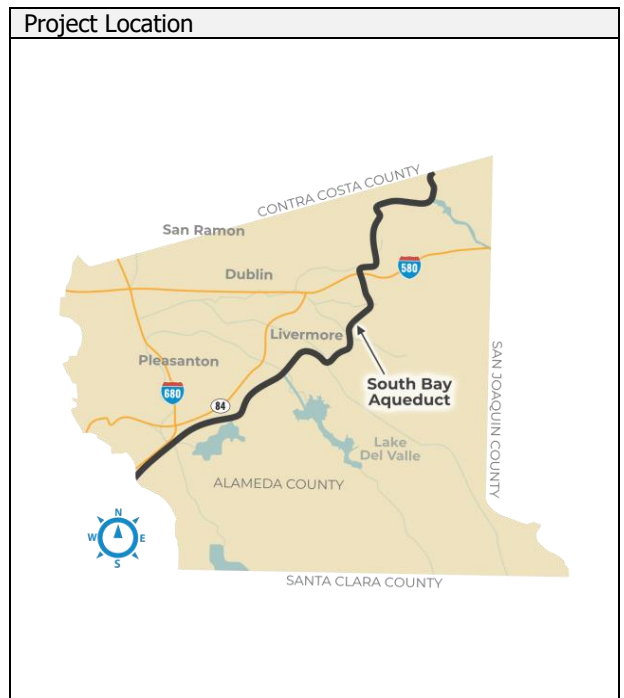 Project Location
CONTRA COSTA COUNTY
San Ramon
Dublin
580
Livermore
Pleasanton
680
South Bay
Aqueduct
84
SAN JOAQUIN COUNTY
Lake
Del Valle
ALAMEDA COUNTY
N
W E
S
SANTA CLARA COUNTY